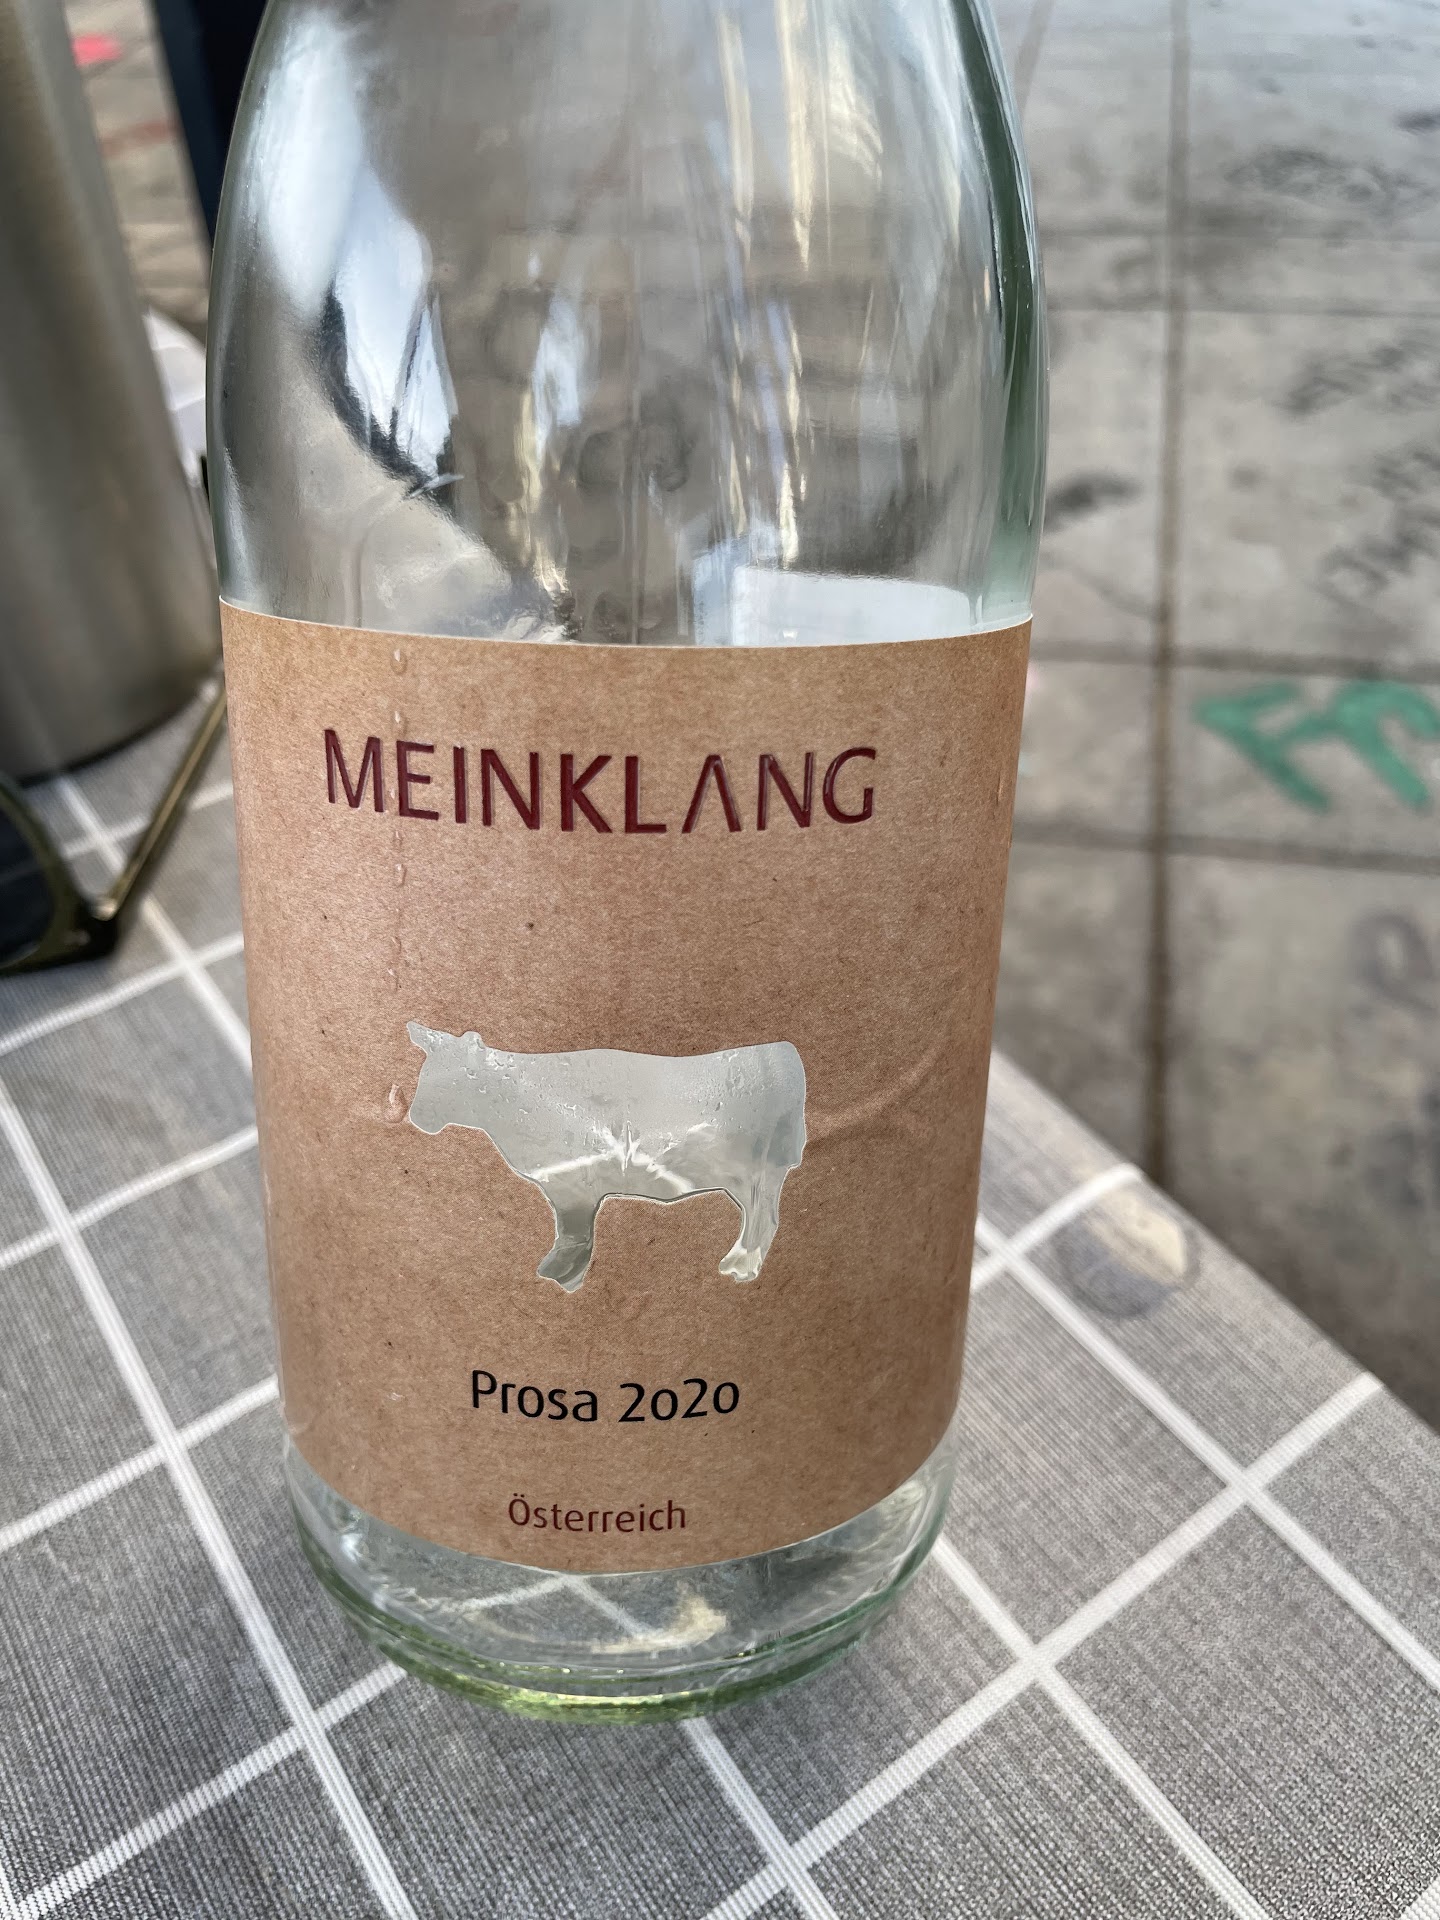 MEINKLANG
Prosa 2020
Österreich